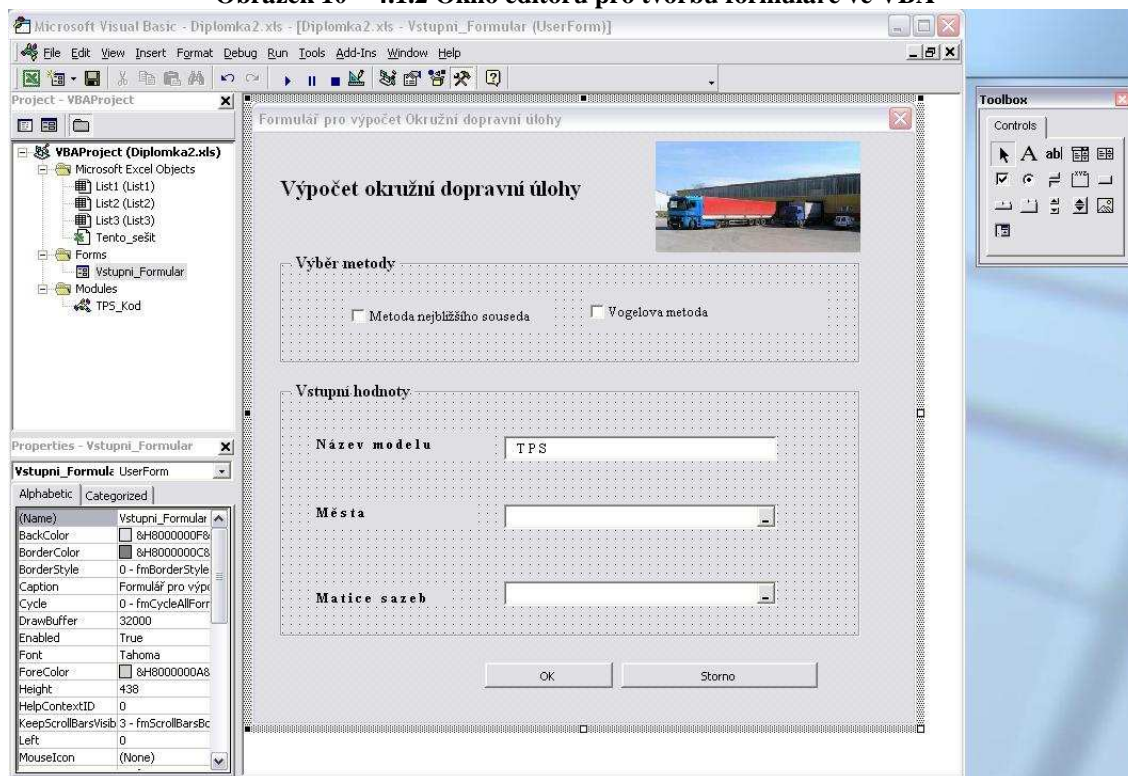 Obrázek 10 – 4.1.2 Okno editoru pro tvorbu formuláře ve VBA
Microsoft Visual Basic - Diplomka2.xls - [Diplomka2.xls - Vstupni_Formular (UserForm)]
File Edit View Insert Format Debug Run Tools Add-Ins Window Help
Project - VBAProject
VBAProject (Diplomka2.xls)
Microsoft Excel Objects
List1 (List1)
List2 (List2)
List3 (List3)
Tento_sešit
Forms
Vstupni_Formular
Modules
TPS_Kod
Properties - Vstupni_Formular
Vstupni_Formula UserForm
Alphabetic Categorized
(Name) Vstupni_Formular
BackColor &H8000000F&
BorderColor &H8000000C&
BorderStyle 0 - fmBorderStyle
Caption Formulář pro výpo
Cycle 0 - fmCycleAllForr
DrawBuffer 32000
Enabled True
Font Tahoma
ForeColor &H8000000A&
Height 438
HelpContextID 0
KeepScrollBarsVisib 3 - fmScrollBarsBo
Left 0
MouseIcon (None)
Formulář pro výpočet Okružní dopravní úlohy
Výpočet okružní dopravní úlohy
Výběr metody
Metoda nejbližšího souseda
Vogelova metoda
Vstupní hodnoty
Název modelu
TPS
Města
Matice sazeb
OK
Storno
Toolbox
Controls
A
ab|
XYZ